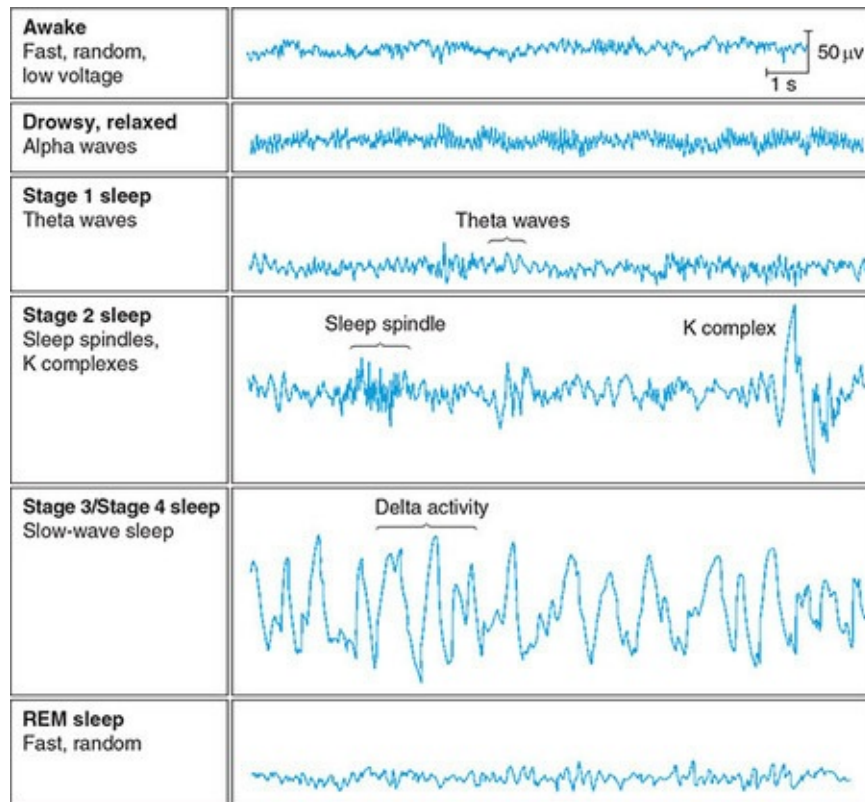 Awake
Fast, random,
low voltage
50 μv
1 s
Drowsy, relaxed
Alpha waves
Stage 1 sleep
Theta waves
Theta waves
Stage 2 sleep
Sleep spindles,
K complexes
Sleep spindle
K complex
Stage 3/Stage 4 sleep
Slow-wave sleep
Delta activity
REM sleep
Fast, random